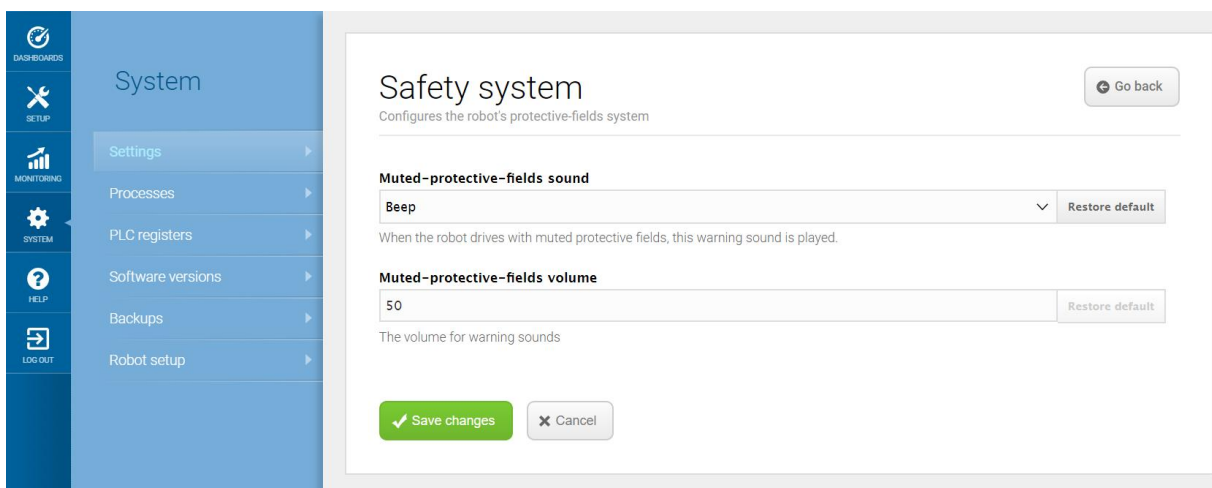 DASHBOARDS
SETUP
MONITORING
SYSTEM
HELP
LOG OUT
System
Settings
Processes
PLC registers
Software versions
Backups
Robot setup
Safety system
Go back
Configures the robot's protective-fields system
Muted-protective-fields sound
Beep
Restore default
When the robot drives with muted protective fields, this warning sound is played.
Muted-protective-fields volume
50
Restore default
The volume for warning sounds
Save changes
Cancel